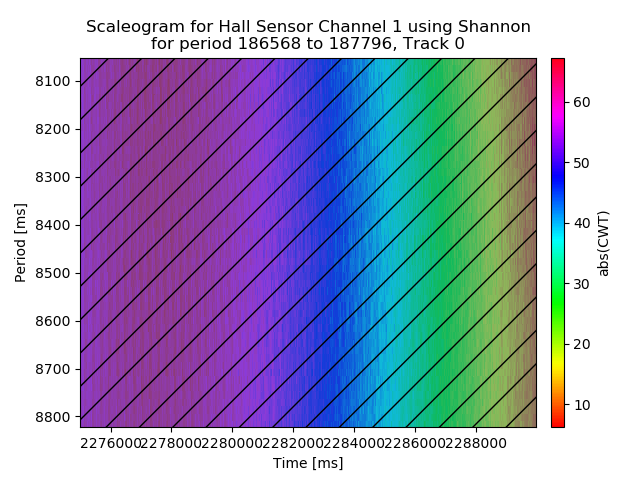 Scaleogram for Hall Sensor Channel 1 using Shannon
for period 186568 to 187796, Track 0
8100
8200
8300
8400
8500
8600
8700
8800
Period [ms]
2276000 2278000 2280000 2282000 2284000 2286000 2288000
Time [ms]
60
50
40
30
20
10
abs(CWT)